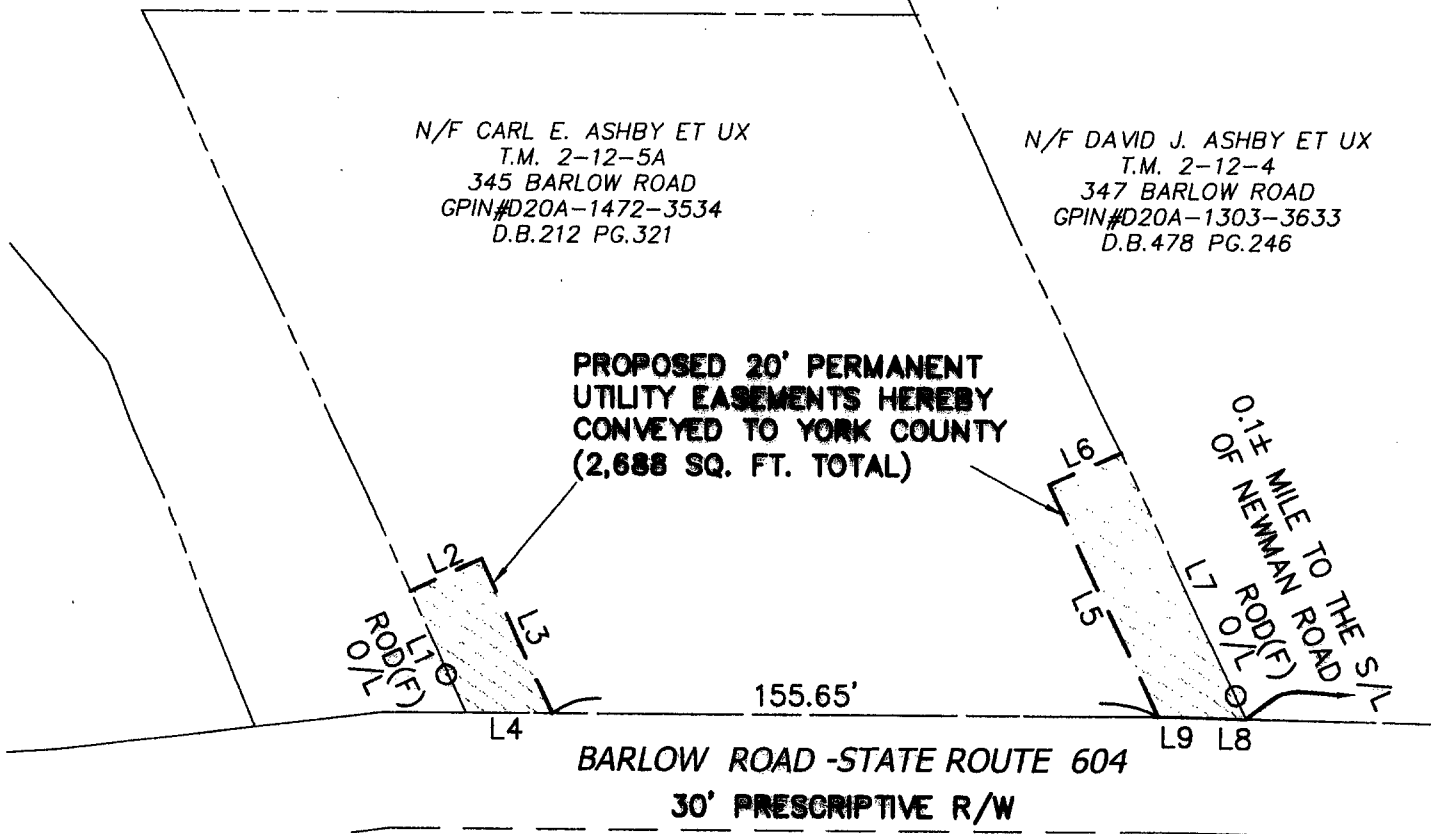 N/F CARL E. ASHBY ET UX
T.M. 2-12-5A
345 BARLOW ROAD
GPIN#D20A-1472-3534
D.B.212 PG.321
N/F DAVID J. ASHBY ET UX
T.M. 2-12-4
347 BARLOW ROAD
GPIN#D20A-1303-3633
D.B.478 PG.246
PROPOSED 20' PERMANENT
UTILITY EASEMENTS HEREBY
CONVEYED TO YORK COUNTY
(2,688 SQ. FT. TOTAL)
0.1± MILE TO THE S/L
OF NEWMAN ROAD
L6
L7
ROD(F)
O/L
L5
L2
L3
L1
ROD(F)
O/L
155.65'
L4
L9
L8
BARLOW ROAD -STATE ROUTE 604
30' PRESCRIPTIVE R/W